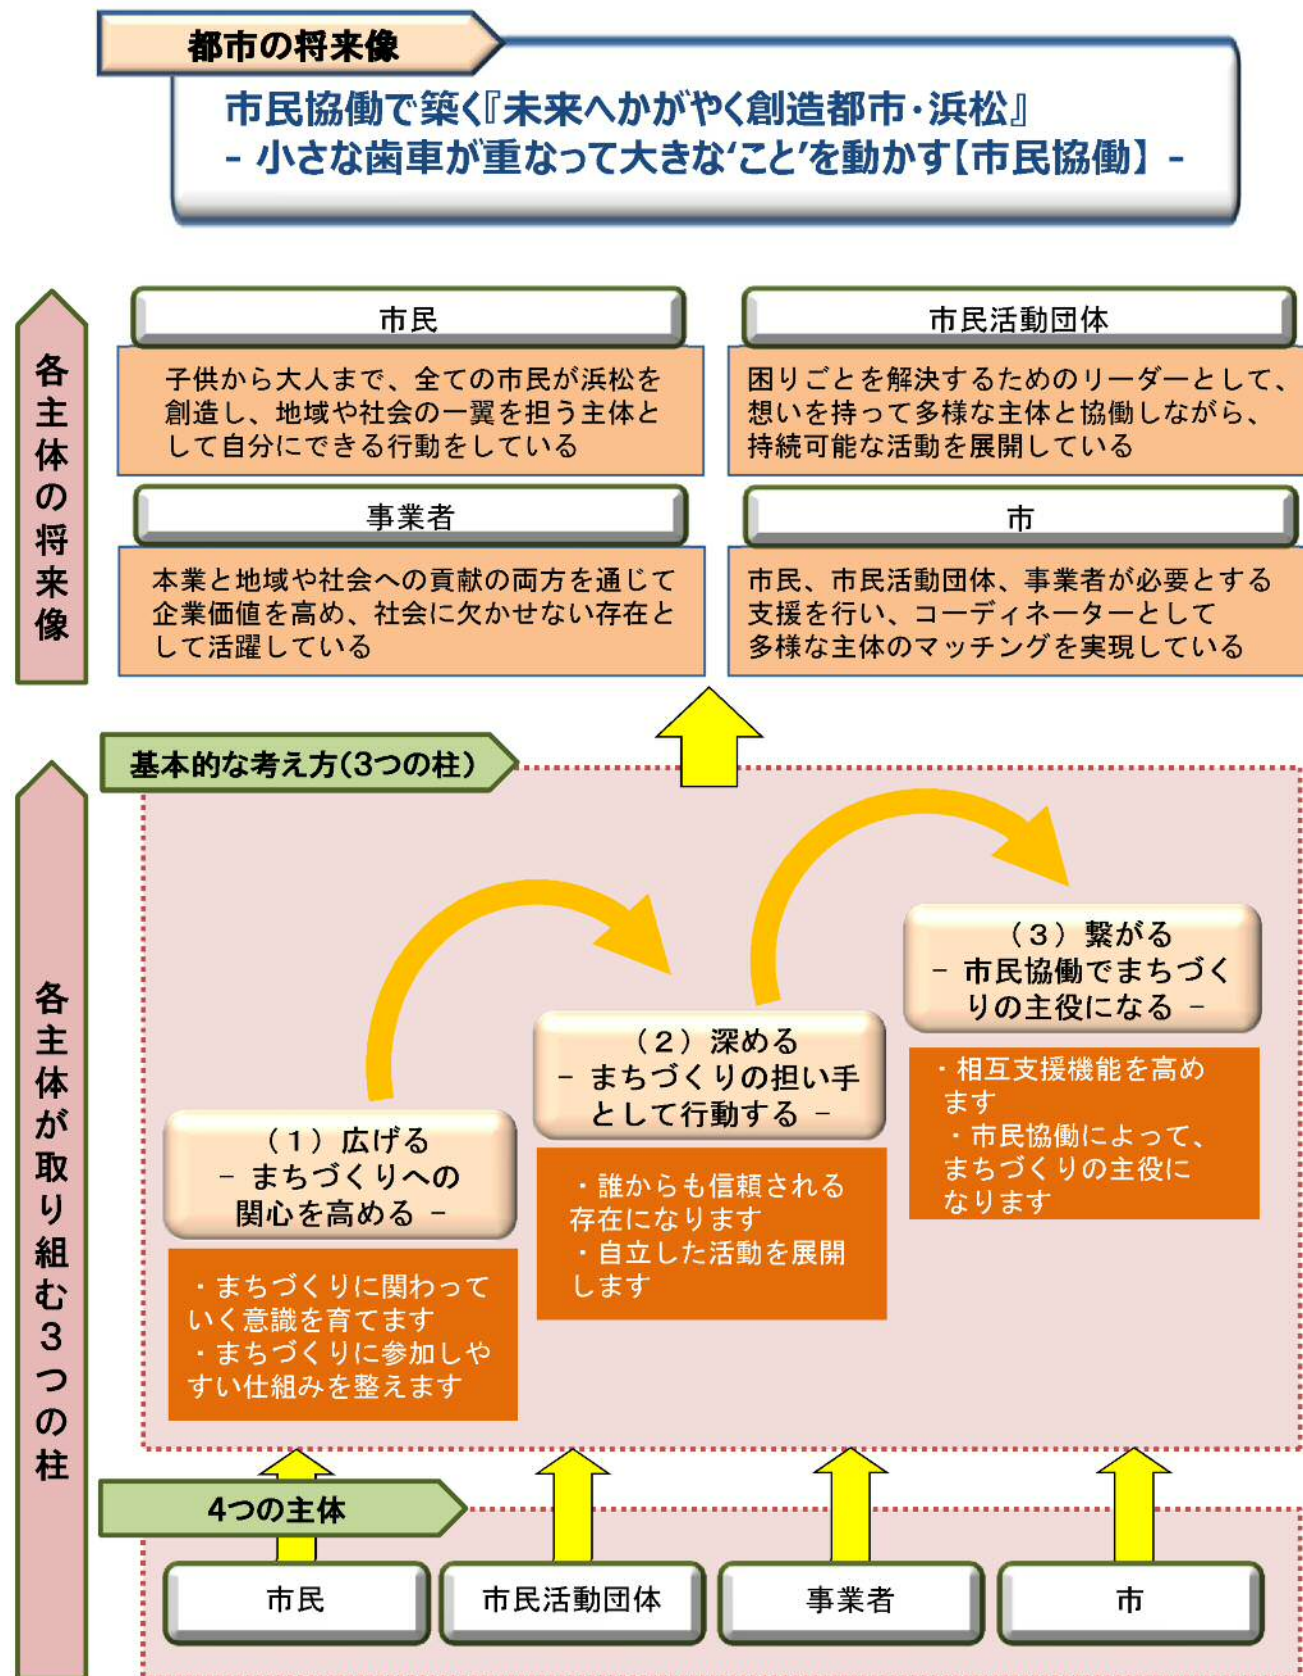 都市の将来像
市民協働で築く『未来へかがやく創造都市・浜松』
- 小さな歯車が重なって大きな‘こと’を動かす【市民協働】 -
各主体の将来像
市民
子供から大人まで、全ての市民が浜松を
創造し、地域や社会の一翼を担う主体と
して自分にできる行動をしている
市民活動団体
困りごとを解決するためのリーダーとして、
想いを持って多様な主体と協働しながら、
持続可能な活動を展開している
事業者
本業と地域や社会への貢献の両方を通じて
企業価値を高め、社会に欠かせない存在と
して活躍している
市
市民、市民活動団体、事業者が必要とする
支援を行い、コーディネーターとして
多様な主体のマッチングを実現している
各主体が取り組む3つの柱
基本的な考え方(3つの柱)
(1)広げる
- まちづくりへの
関心を高める -
・まちづくりに関わって
いく意識を育てます
・まちづくりに参加しや
すい仕組みを整えます
(2)深める
- まちづくりの担い手
として行動する -
・誰からも信頼される
存在になります
・自立した活動を展開
します
(3)繋がる
- 市民協働でまちづく
りの主役になる -
・相互支援機能を高め
ます
・市民協働によって、
まちづくりの主役に
なります
4つの主体
市民
市民活動団体
事業者
市